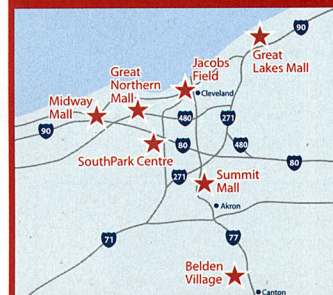 90
Great
Lakes Mall
Jacobs
Field
Cleveland
Great
Northern
Mall
Midway
Mall
90
480
271
80
480
80
SouthPark Centre
271
Summit
Mall
Akron
71
77
Belden
Village
Canton